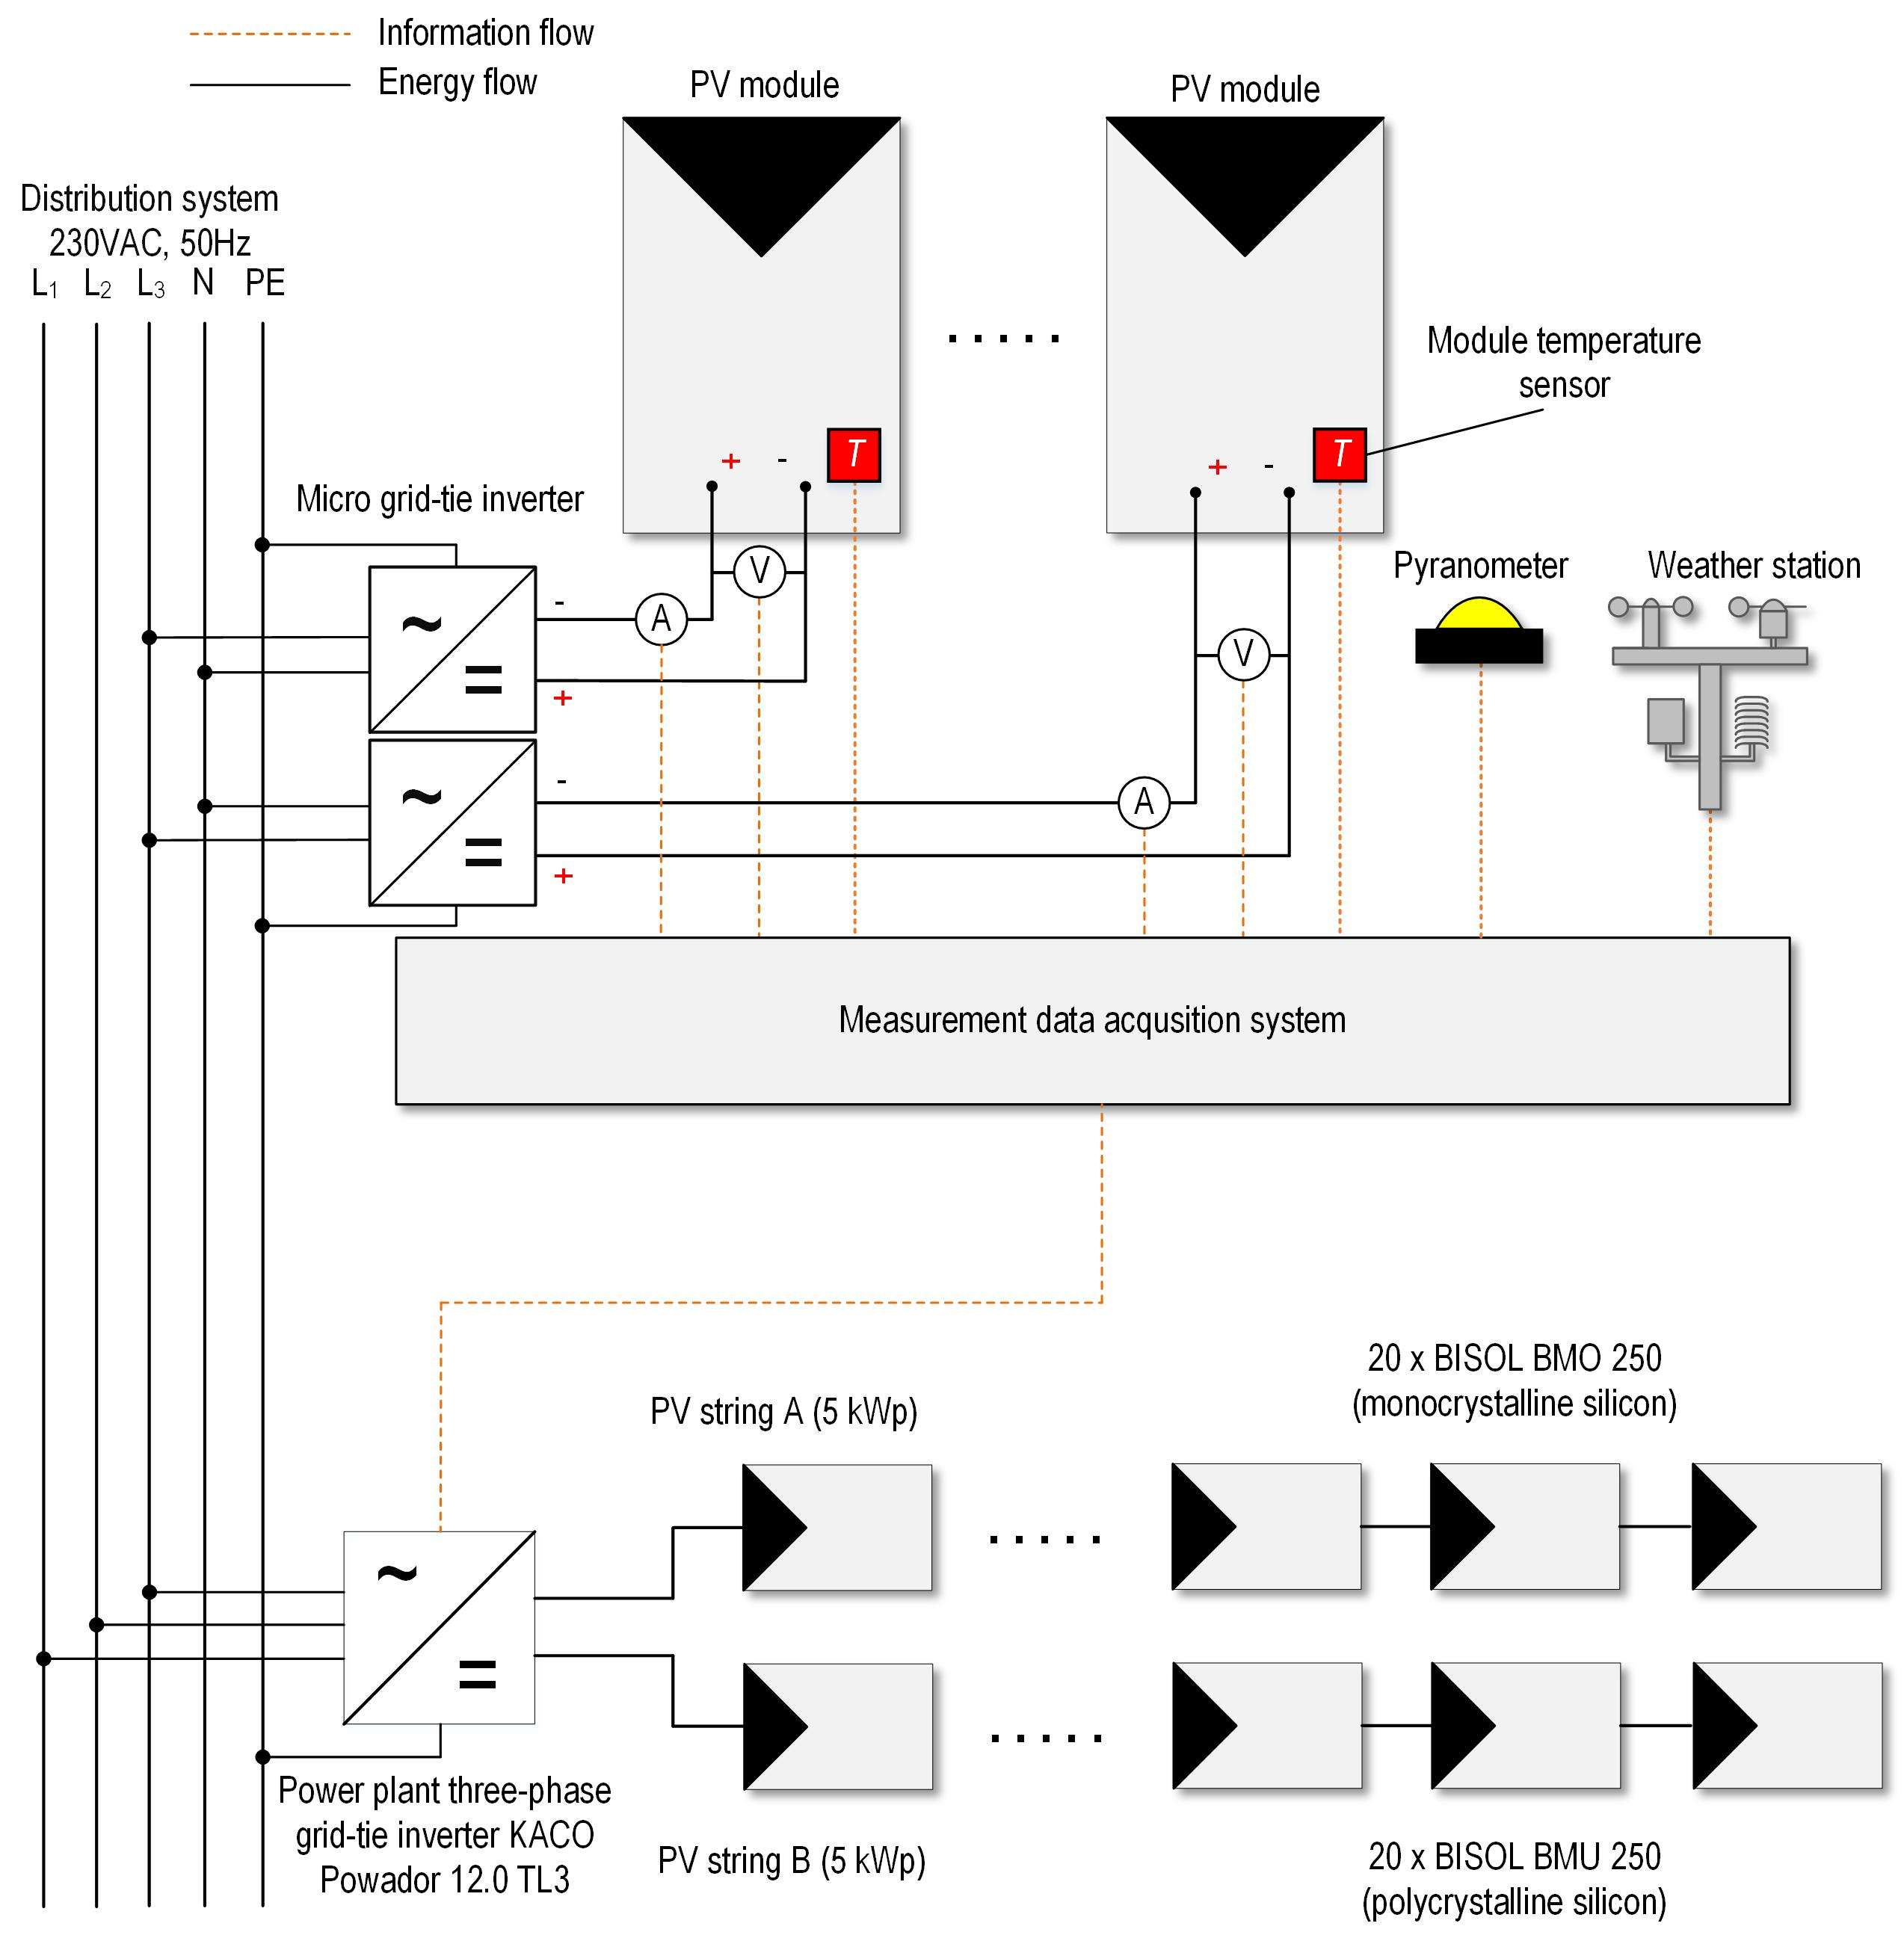 Information flow
Energy flow
PV module
PV module
Distribution system
230VAC, 50Hz
L1 L2 L3 N PE
Module temperature
sensor
+ - T
+ - T
Micro grid-tie inverter
Pyranometer
Weather station
~
=
-
+
A
V
~
=
-
+
A
V
Measurement data acqusition system
20 x BISOL BMO 250
(monocrystalline silicon)
PV string A (5 kWp)
~
=
Power plant three-phase
grid-tie inverter KACO
Powador 12.0 TL3
PV string B (5 kWp)
20 x BISOL BMU 250
(polycrystalline silicon)